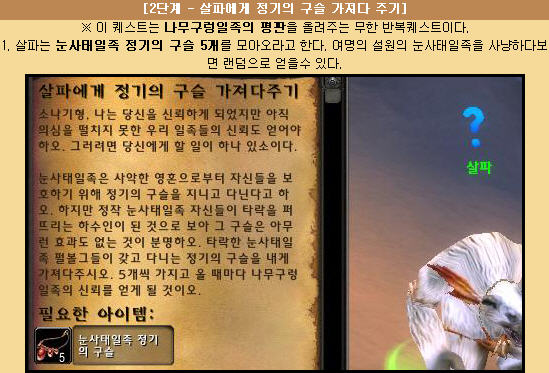 [2단계 - 살파에게 정기의 구슬 가져다 주기]
※ 이 퀘스트는 나무구렁일족의 평판을 올려주는 무한 반복퀘스트이다.
1, 살파는 눈사태일족 정기의 구슬 5개를 모아오라고 한다. 여명의 설원의 눈사태일족을 사냥하다보
면 랜덤으로 얻을수 있다.
살파에게 정기의 구슬 가져다주기
소나기형, 나는 당신을 신뢰하게 되었지만 아직
의심을 떨치지 못한 우리 일족들의 신뢰도 얻어야
하오. 그러려면 당신에게 할 일이 하나 있소이다.
눈사태일족은 사악한 영혼으로부터 자신들을 보
호하기 위해 정기의 구슬을 지니고 다닌다고 하
오. 하지만 정작 눈사태일족 자신들이 타락을 퍼
뜨리는 하수인이 된 것으로 보아 그 구슬은 아무
런 효과도 없는 것이 분명하오. 타락한 눈사태일
족 펄볼그들이 갖고 다니는 정기의 구슬을 내게
가져다주시오. 5개씩 가지고 올 때마다 나무구렁
일족의 신뢰를 얻게 될 것이오.
필요한 아이템:
5
눈사태일족 정기
의 구슬
?
살파